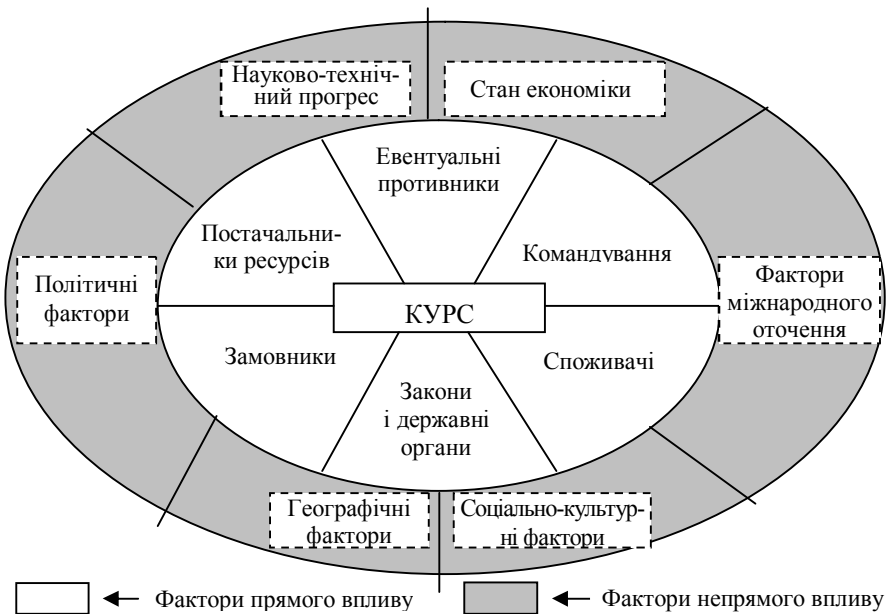 Науково-техніч-
ний прогрес
Стан економіки
Евентуальні
противники
Постачальни-
ки ресурсів
Командування
Політичні
фактори
КУРС
Фактори
міжнародного
оточення
Замовники
Споживачі
Закони
і державні
органи
Географічні
фактори
Соціально-культур-
ні фактори
Фактори прямого впливу
Фактори непрямого впливу